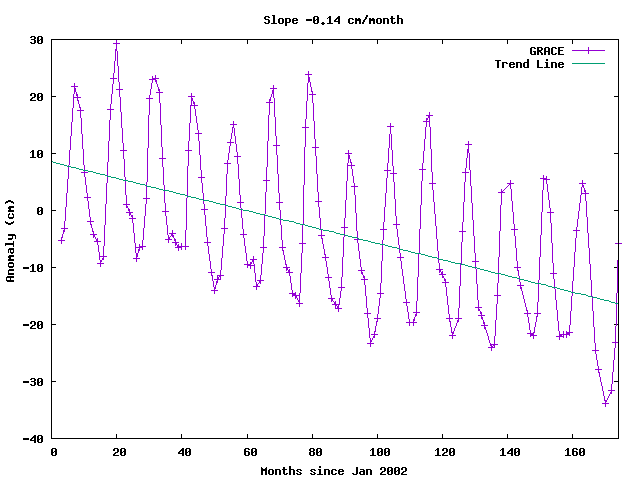 Slope -0.14 cm/month
GRACE
Trend Line
30
20
10
0
-10
-20
-30
-40
Anomaly (cm)
0 20 40 60 80 100 120 140 160
Months since Jan 2002